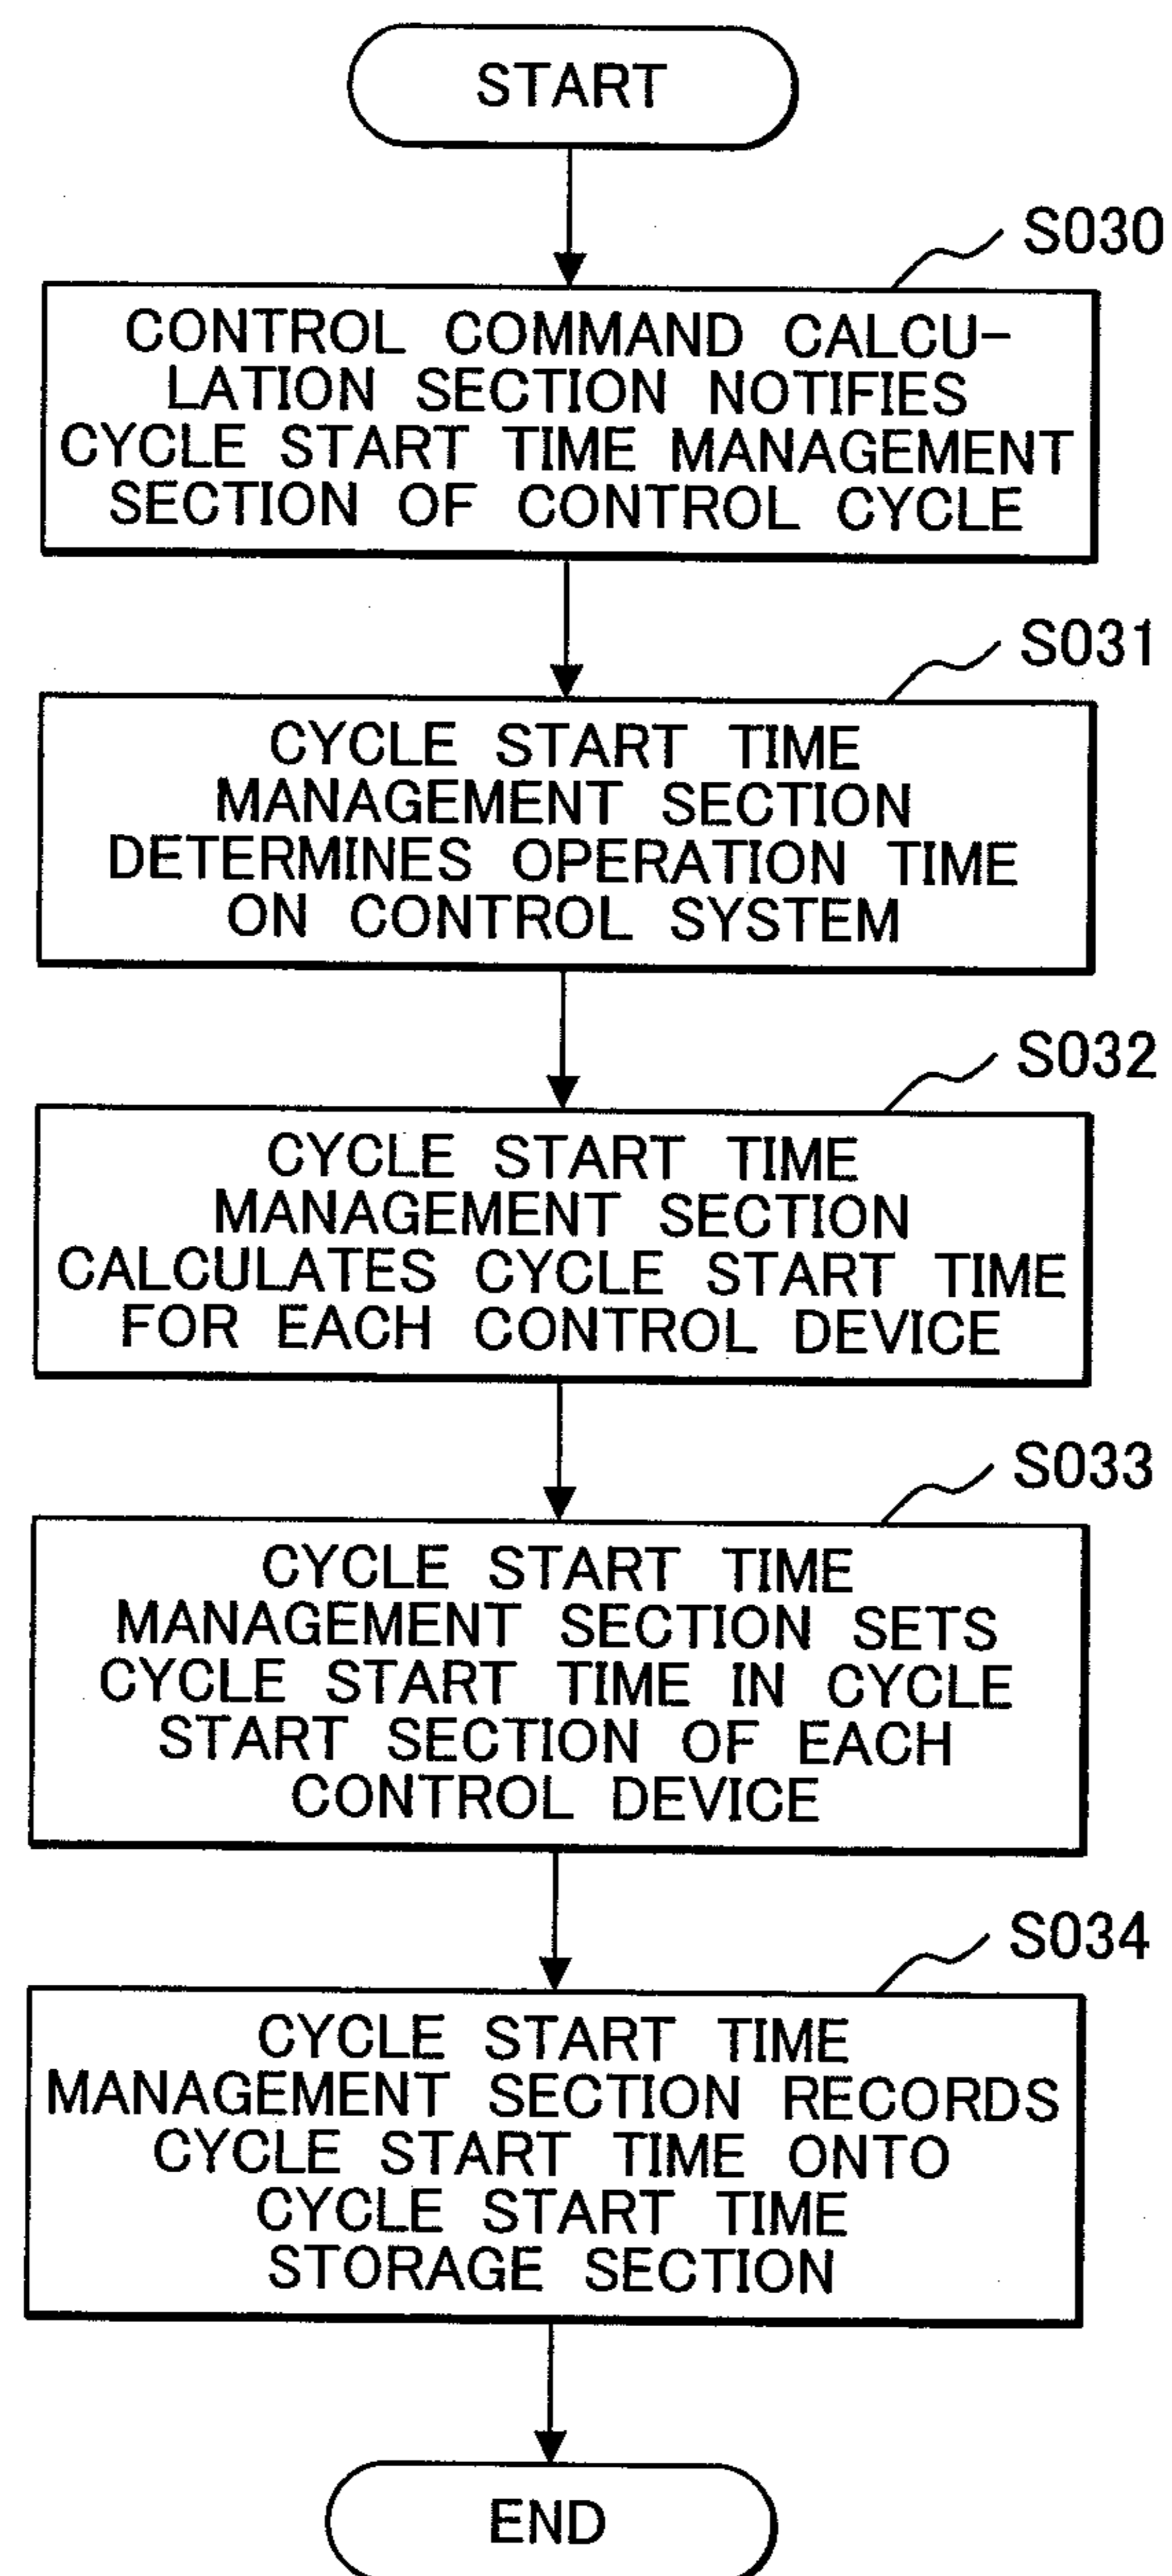 START
S030
CONTROL COMMAND CALCU-
LATION SECTION NOTIFIES
CYCLE START TIME MANAGEMENT
SECTION OF CONTROL CYCLE
S031
CYCLE START TIME
MANAGEMENT SECTION
DETERMINES OPERATION TIME
ON CONTROL SYSTEM
S032
CYCLE START TIME
MANAGEMENT SECTION
CALCULATES CYCLE START TIME
FOR EACH CONTROL DEVICE
S033
CYCLE START TIME
MANAGEMENT SECTION SETS
CYCLE START TIME IN CYCLE
START SECTION OF EACH
CONTROL DEVICE
S034
CYCLE START TIME
MANAGEMENT SECTION RECORDS
CYCLE START TIME ONTO
CYCLE START TIME
STORAGE SECTION
END